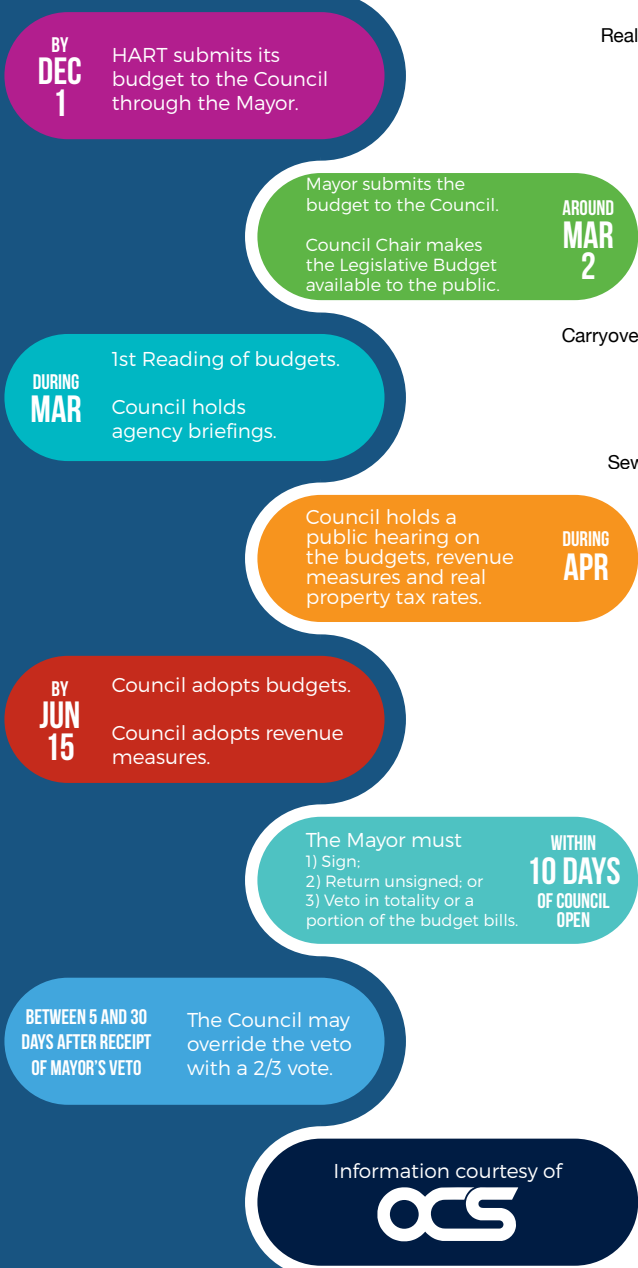 Real
BY
DEC
1
HART submits its
budget to the Council
through the Mayor.
Mayor submits the
budget to the Council.
Council Chair makes
the Legislative Budget
available to the public.
AROUND
MAR
2
Carryove
DURING
MAR
1st Reading of budgets.
Council holds
agency briefings.
Sew
Council holds a
public hearing on
the budgets, revenue
measures and real
property tax rates.
DURING
APR
BY
JUN
15
Council adopts budgets.
Council adopts revenue
measures.
The Mayor must
1) Sign;
2) Return unsigned; or
3) Veto in totality or a
portion of the budget bills.
WITHIN
10 DAYS
OF COUNCIL
OPEN
BETWEEN 5 AND 30
DAYS AFTER RECEIPT
OF MAYOR'S VETO
The Council may
override the veto
with a 2/3 vote.
Information courtesy of
OCS